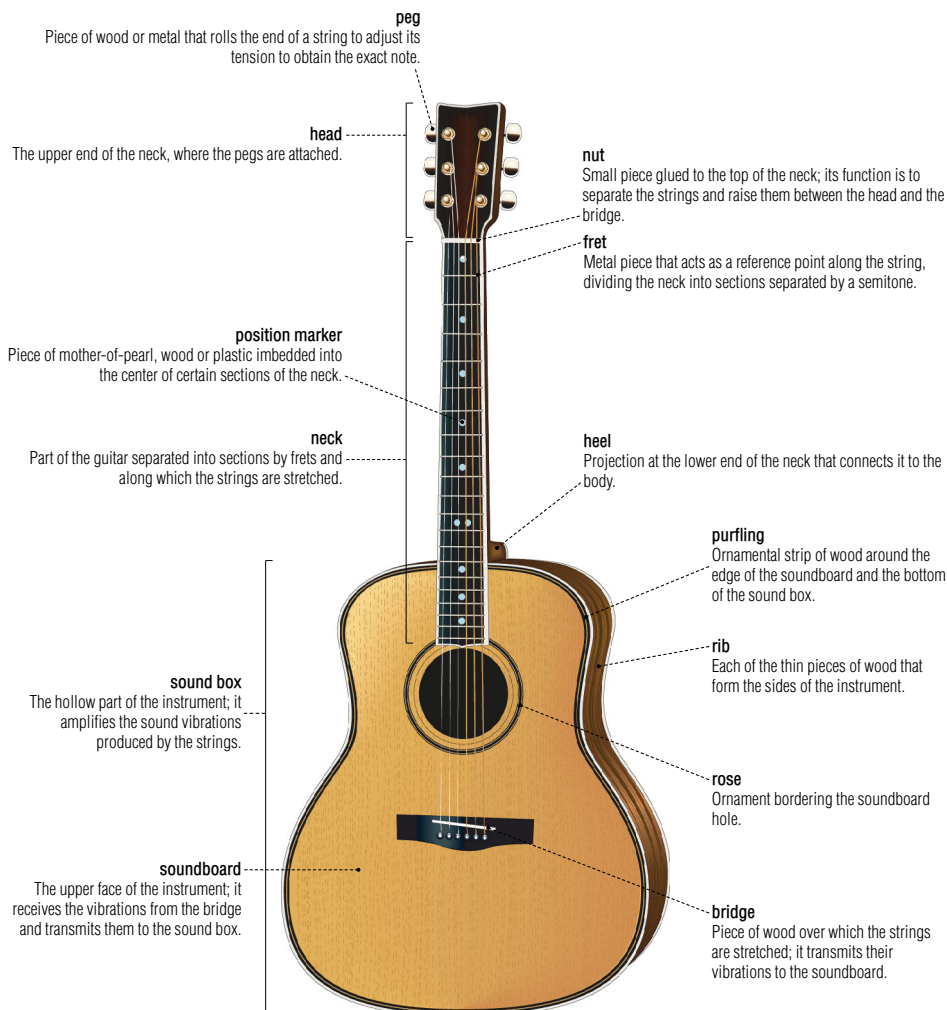 peg
Piece of wood or metal that rolls the end of a string to adjust its
tension to obtain the exact note.
head
The upper end of the neck, where the pegs are attached.
nut
Small piece glued to the top of the neck; its function is to
separate the strings and raise them between the head and the
bridge.
fret
Metal piece that acts as a reference point along the string,
dividing the neck into sections separated by a semitone.
position marker
Piece of mother-of-pearl, wood or plastic imbedded into
the center of certain sections of the neck.
neck
Part of the guitar separated into sections by frets and
along which the strings are stretched.
heel
Projection at the lower end of the neck that connects it to the
body.
purfling
Ornamental strip of wood around the
edge of the soundboard and the bottom
of the sound box.
rib
Each of the thin pieces of wood that
form the sides of the instrument.
sound box
The hollow part of the instrument; it
amplifies the sound vibrations
produced by the strings.
rose
Ornament bordering the soundboard
hole.
soundboard
The upper face of the instrument; it
receives the vibrations from the bridge
and transmits them to the sound box.
bridge
Piece of wood over which the strings
are stretched; it transmits their
vibrations to the soundboard.